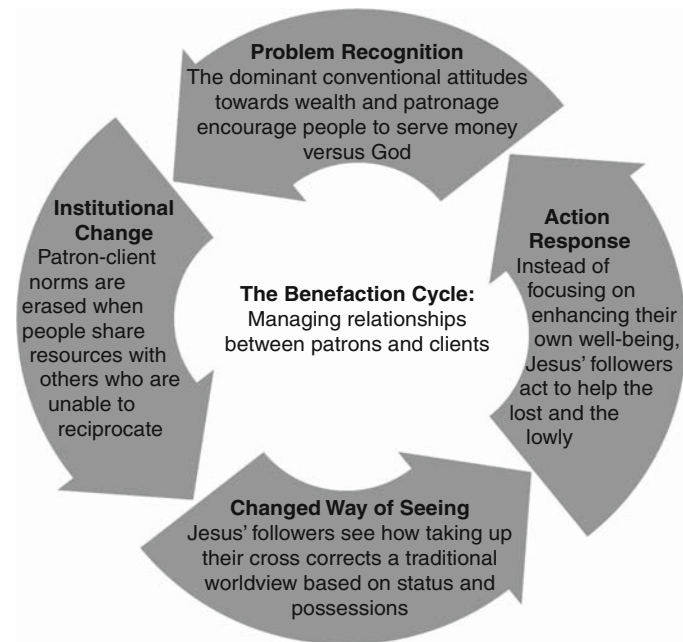 Problem Recognition
The dominant conventional attitudes
towards wealth and patronage
encourage people to serve money
versus God
Institutional
Change
Patron-client
norms are
erased when
people share
resources with
others who are
unable to
reciprocate
The Benefaction Cycle:
Managing relationships
between patrons and clients
Action
Response
Instead of
focusing on
enhancing their
own well-being,
Jesus’ followers
act to help the
lost and the
lowly
Changed Way of Seeing
Jesus’ followers see how taking up
their cross corrects a traditional
worldview based on status and
possessions